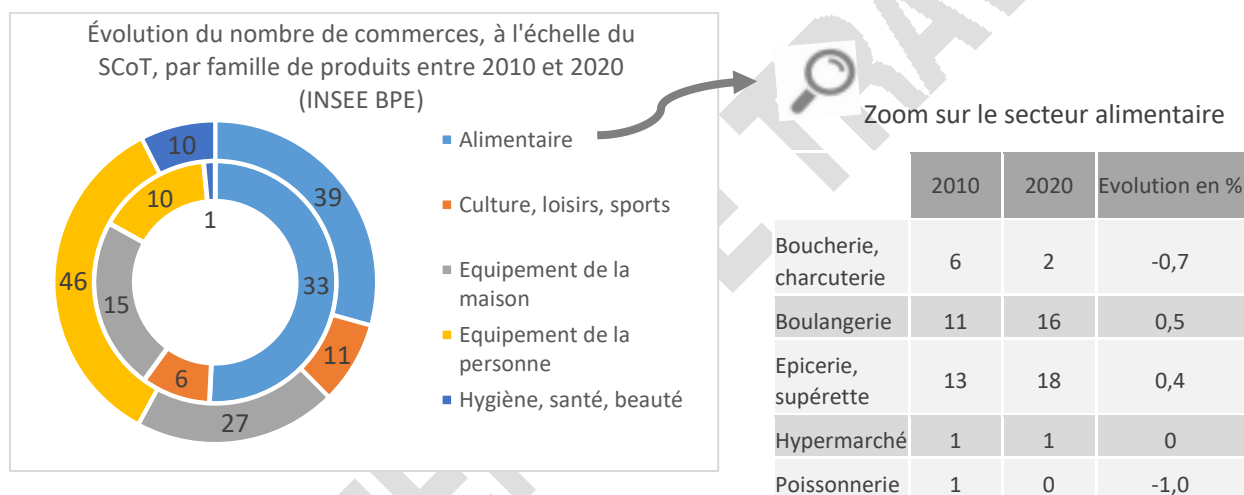 Évolution du nombre de commerces, à l'échelle du
SCoT, par famille de produits entre 2010 et 2020
(INSEE BPE)
10
39
10
1
33
46
15
6
11
27
Alimentaire
Culture, loisirs, sports
Equipement de la
maison
Equipement de la
personne
Hygiène, santé, beauté
Zoom sur le secteur alimentaire
2010 2020 Evolution en %
Boucherie,
charcuterie 6 2 -0,7
Boulangerie 11 16 0,5
Epicerie,
supérette 13 18 0,4
Hypermarché 1 1 0
Poissonnerie 1 0 -1,0